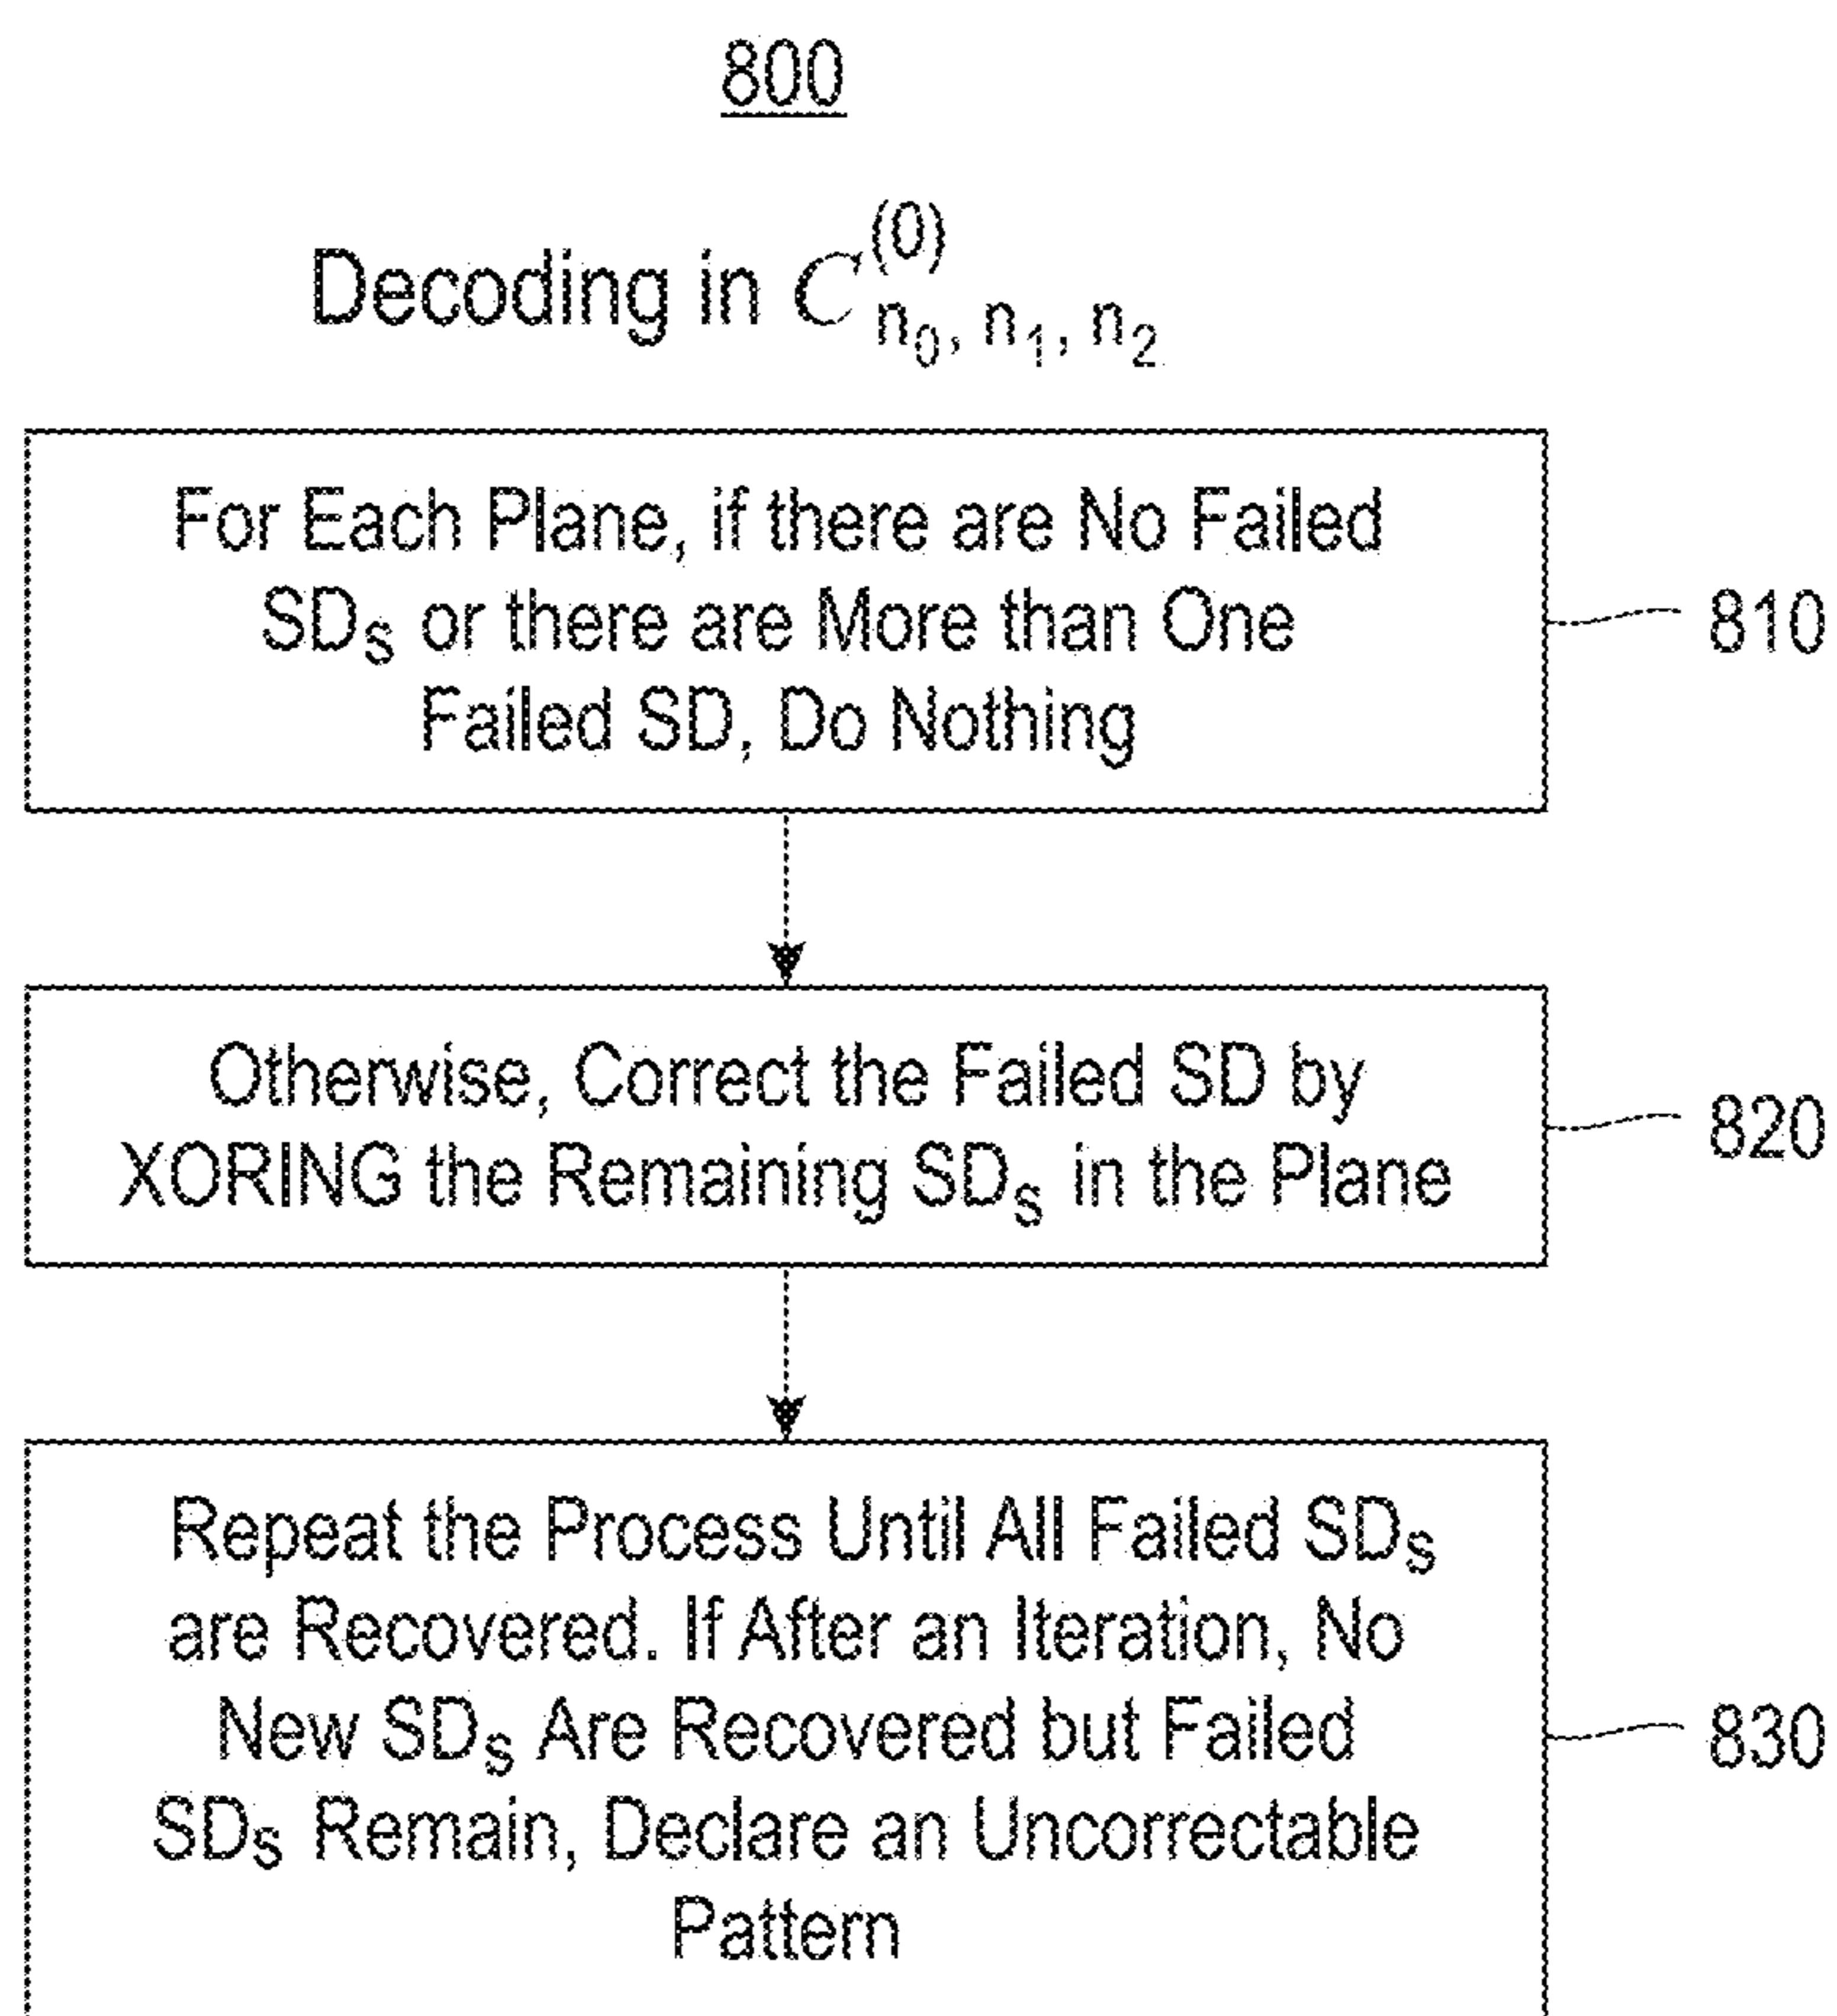 800
Decoding in C^{(0)}_{n_0, n_1, n_2}
For Each Plane, if there are No Failed
SDs or there are More than One
Failed SD, Do Nothing
810
Otherwise, Correct the Failed SD by
XORING the Remaining SDs in the Plane
820
Repeat the Process Until All Failed SDs
are Recovered. If After an Iteration, No
New SDs Are Recovered but Failed
SDs Remain, Declare an Uncorrectable
Pattern
830